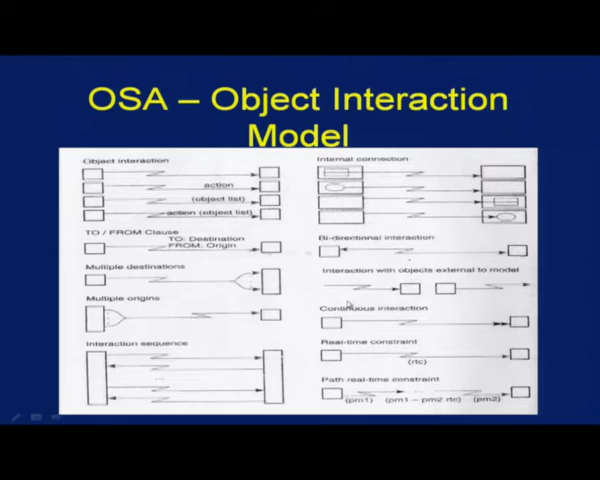 OSA – Object Interaction
Model
Object interaction
action
(object list)
action (object list)
TO / FROM Clause
TO: Destination
FROM: Origin
Multiple destinations
Multiple origins
Interaction sequence
Internal connection
Bi-directional interaction
Interaction with objects external to model
Continuous interaction
Real-time constraint
(rtc)
Path real-time constraint
(pm1) (pm1 – pm2 rtc) (pm2)